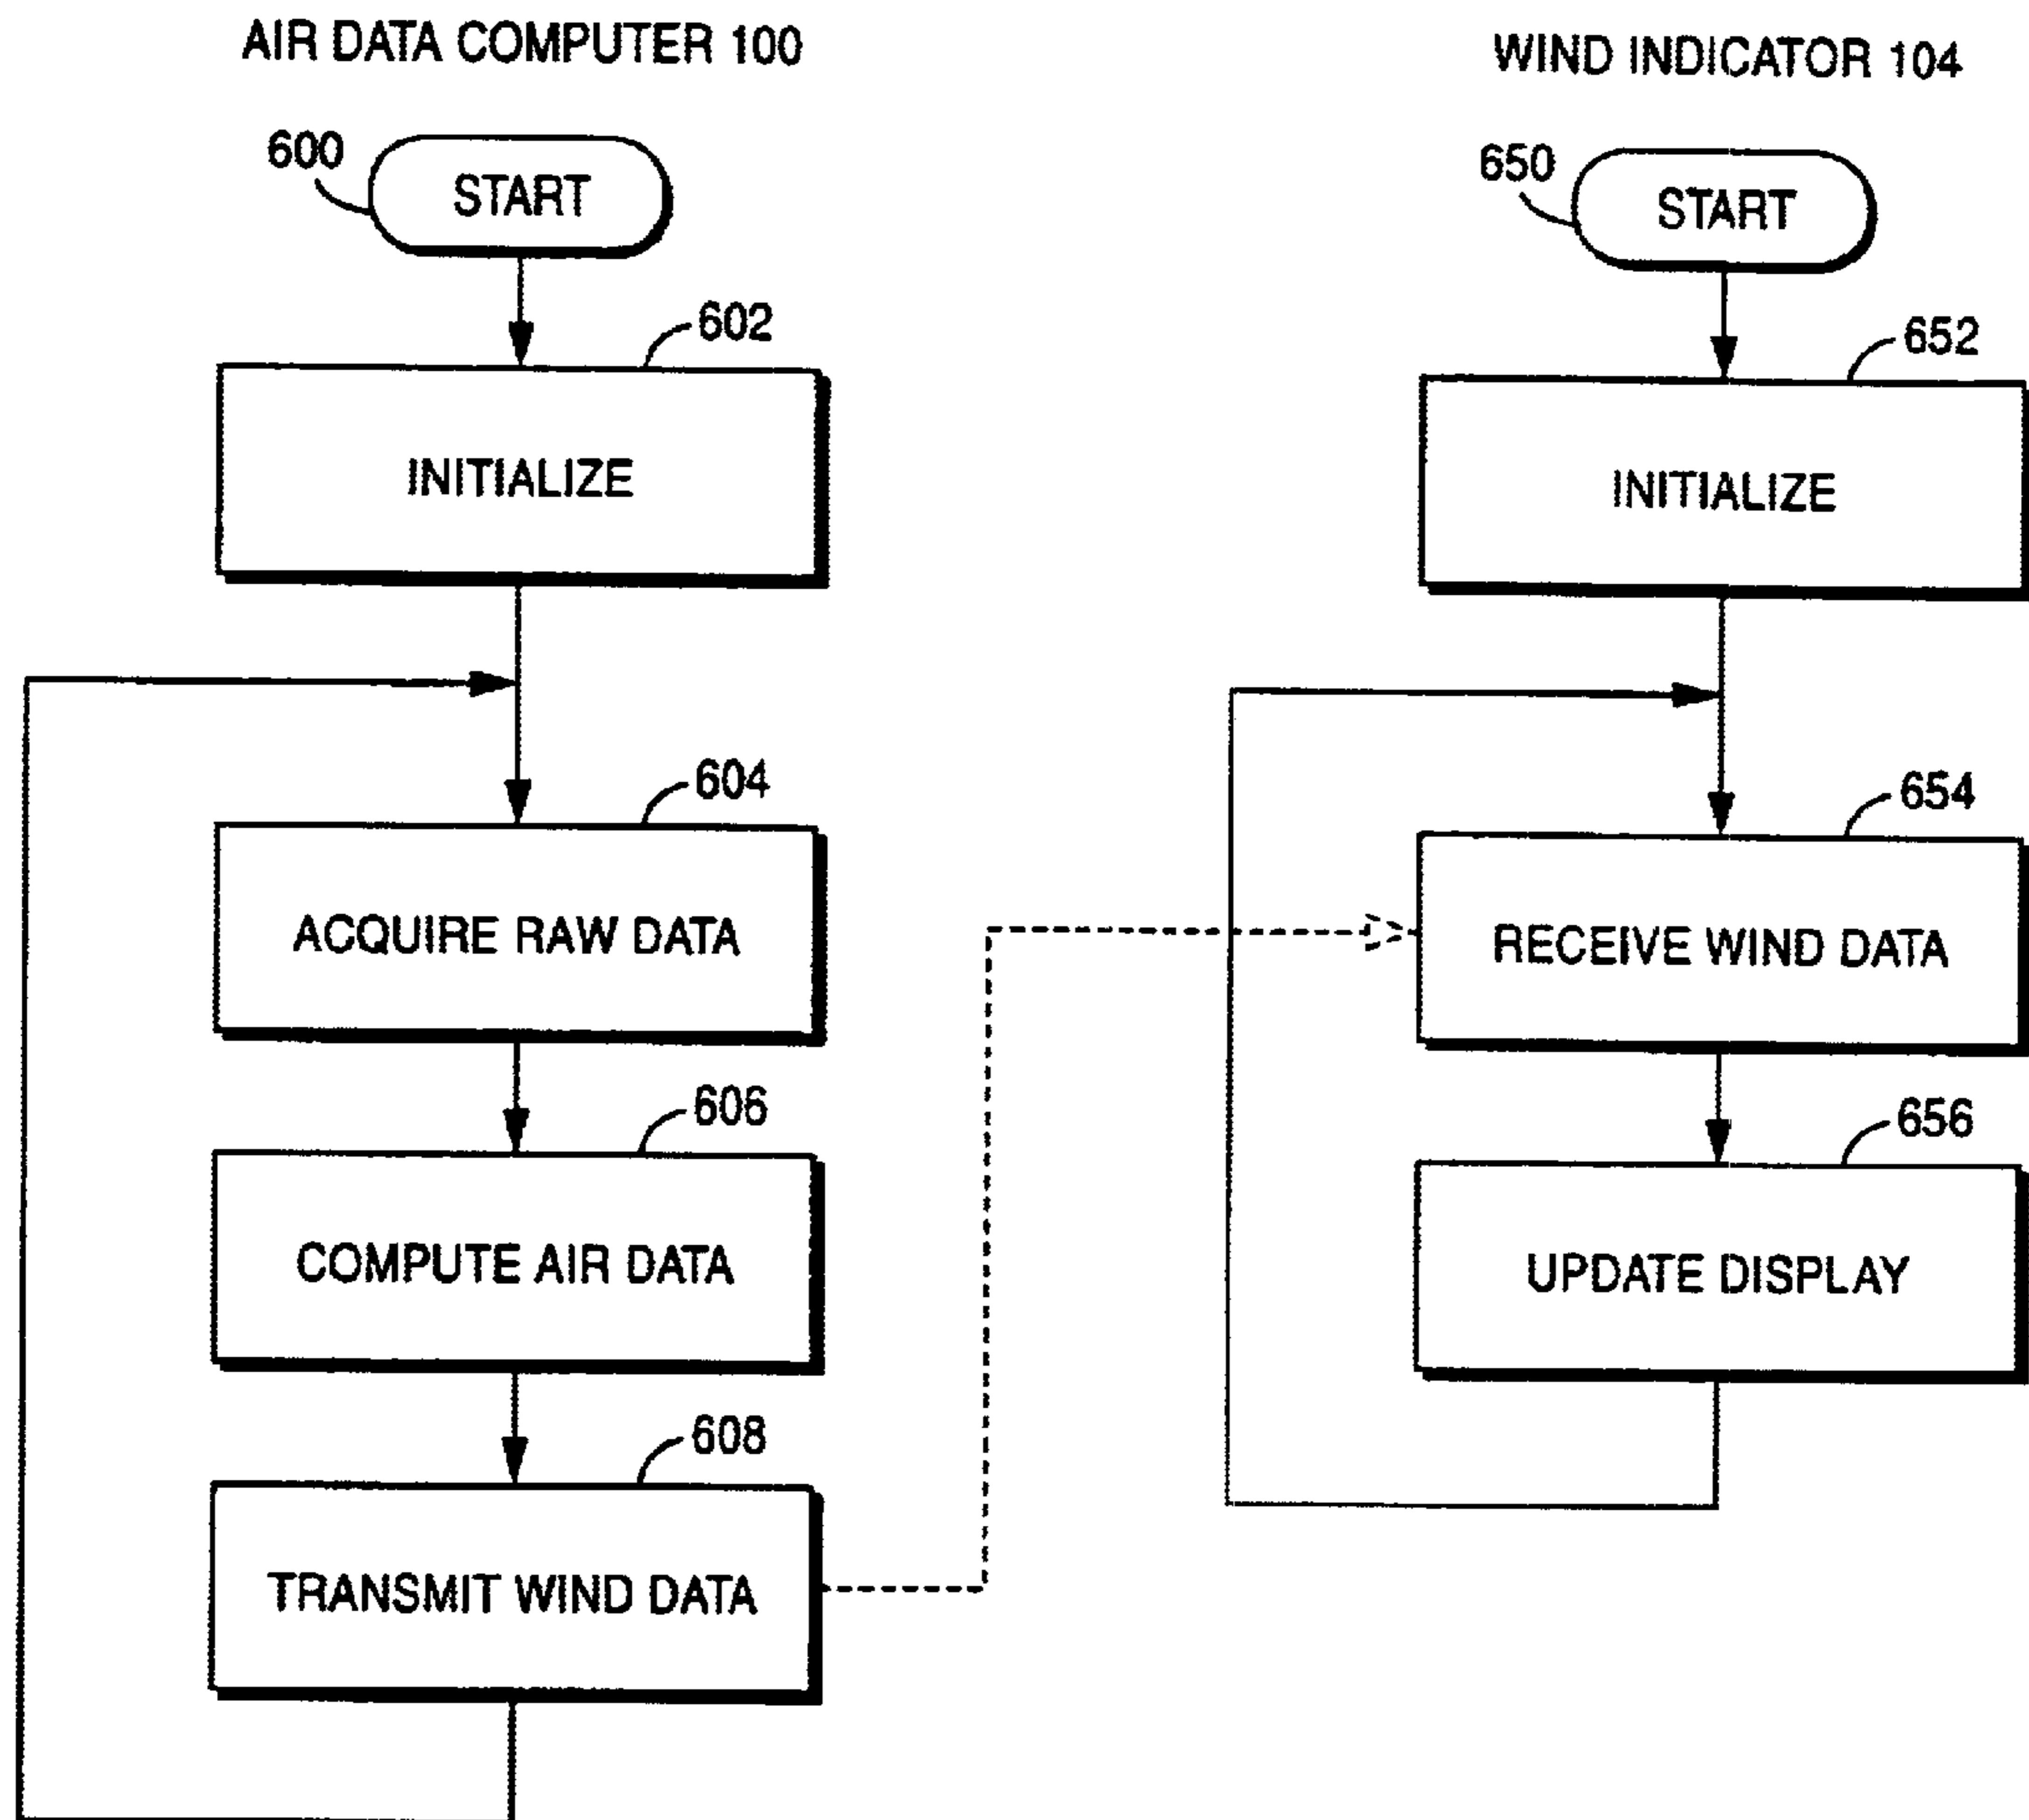 AIR DATA COMPUTER 100
600
START
602
INITIALIZE
604
ACQUIRE RAW DATA
606
COMPUTE AIR DATA
608
TRANSMIT WIND DATA
WIND INDICATOR 104
650
START
652
INITIALIZE
654
RECEIVE WIND DATA
656
UPDATE DISPLAY